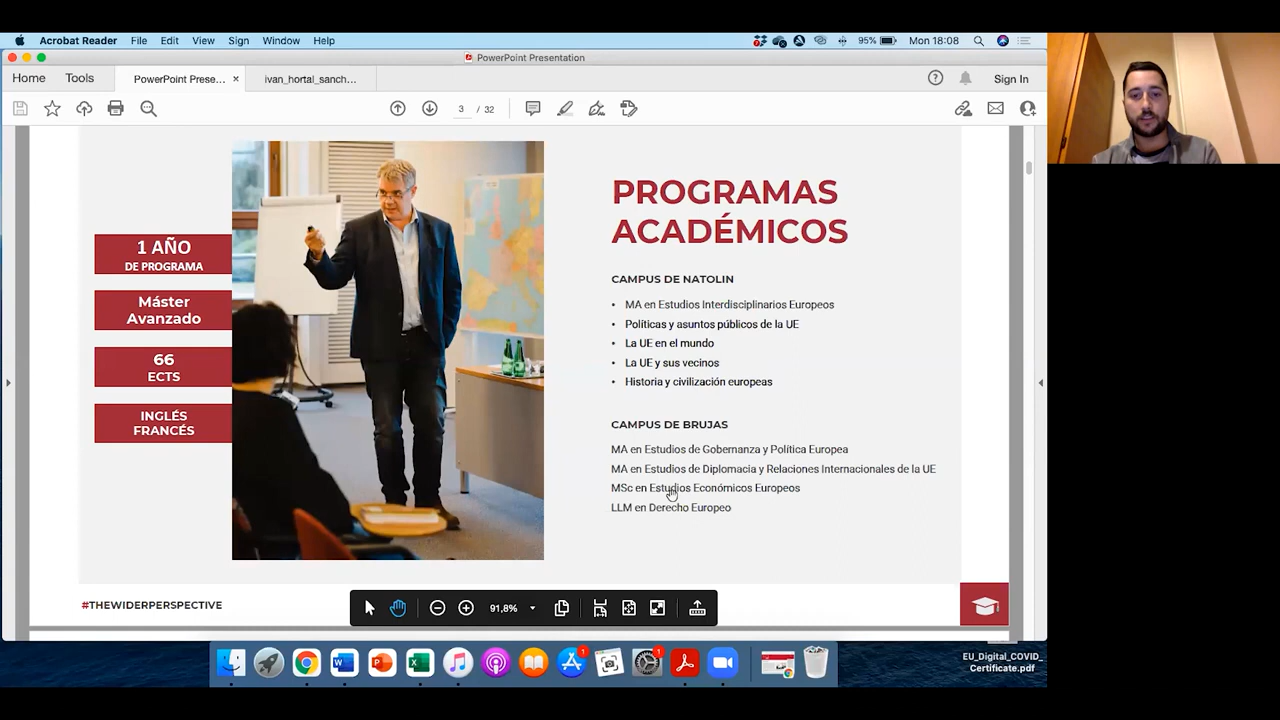 Acrobat Reader File Edit View Sign Window Help
95% Mon 18:08
PowerPoint Presentation
Home Tools PowerPoint Prese... × ivan_hortal_sanch... Sign In
3 / 32
1 AÑO
DE PROGRAMA
Máster
Avanzado
66
ECTS
INGLÉS
FRANCÉS
PROGRAMAS
ACADÉMICOS
CAMPUS DE NATOLIN
• MA en Estudios Interdisciplinarios Europeos
• Políticas y asuntos públicos de la UE
• La UE en el mundo
• La UE y sus vecinos
• Historia y civilización europeas
CAMPUS DE BRUJAS
MA en Estudios de Gobernanza y Política Europea
MA en Estudios de Diplomacia y Relaciones Internacionales de la UE
MSc en Estudios Económicos Europeos
LLM en Derecho Europeo
#THEWIDERPERSPECTIVE
91,8%
EU_Digital_COVID_
Certificate.pdf